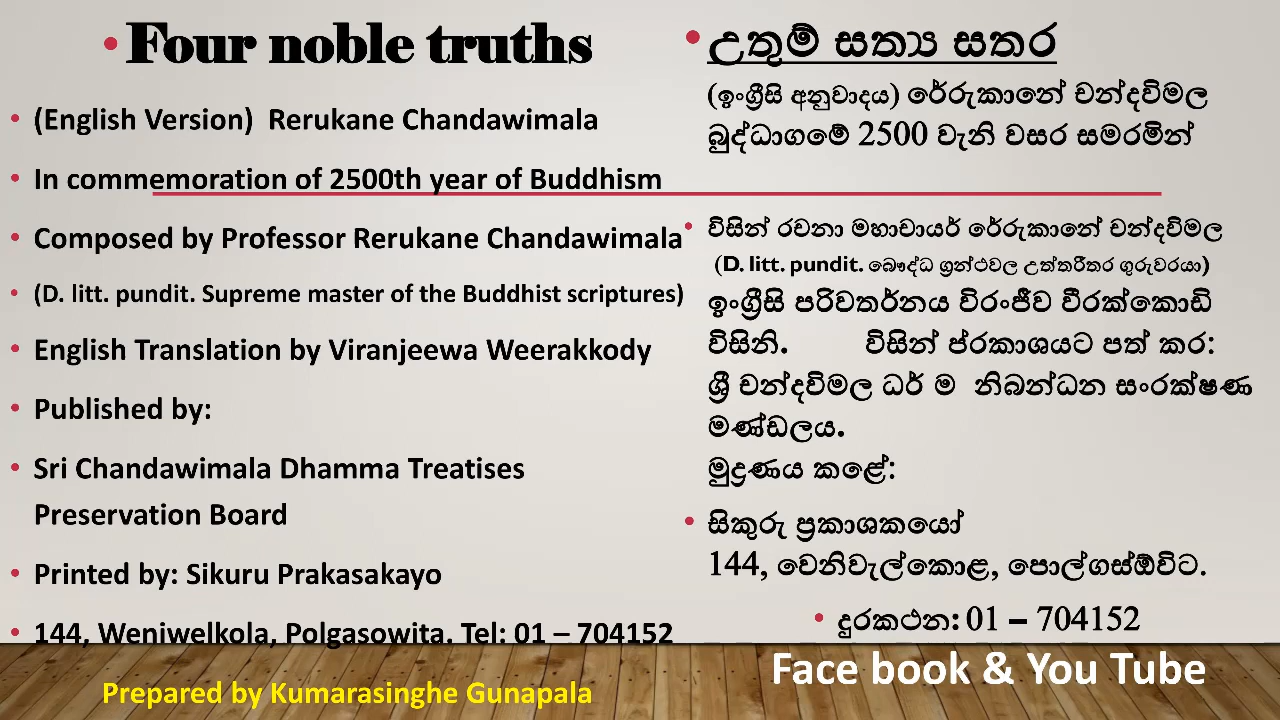 Four noble truths
(English Version) Rerukane Chandawimala
In commemoration of 2500th year of Buddhism
Composed by Professor Rerukane Chandawimala
(D. litt. pundit. Supreme master of the Buddhist scriptures)
English Translation by Viranjeewa Weerakkody
Published by:
Sri Chandawimala Dhamma Treatises
Preservation Board
Printed by: Sikuru Prakasakayo
144, Weniwelkola, Polgasowita. Tel: 01 – 704152
Prepared by Kumarasinghe Gunapala
උතුම් සත්‍ය සතර
(ඉංග්‍රීසි අනුවාදය) රේරුකානේ චන්දවිමල
බුද්ධාගමේ 2500 වැනි වසර සමරමින්
විසින් රචනා මහාචාර්ය රේරුකානේ චන්දවිමල
(D. litt. pundit. බෞද්ධ ග්‍රන්ථවල උත්තරීතර ගුරුවරයා)
ඉංග්‍රීසි පරිවර්තනය විරංජීව වීරක්කොඩි
විසිනි. විසින් ප්රකාශයට පත් කර:
ශ්‍රී චන්දවිමල ධර් ම නිබන්ධන සංරක්ෂණ
මණ්ඩලය.
මුද්‍රණය කළේ:
සිකුරු ප්‍රකාශකයෝ
144, වෙනිවැල්කොළ, පොල්ගස්ඕවිට.
දුරකථන: 01 – 704152
Face book & You Tube